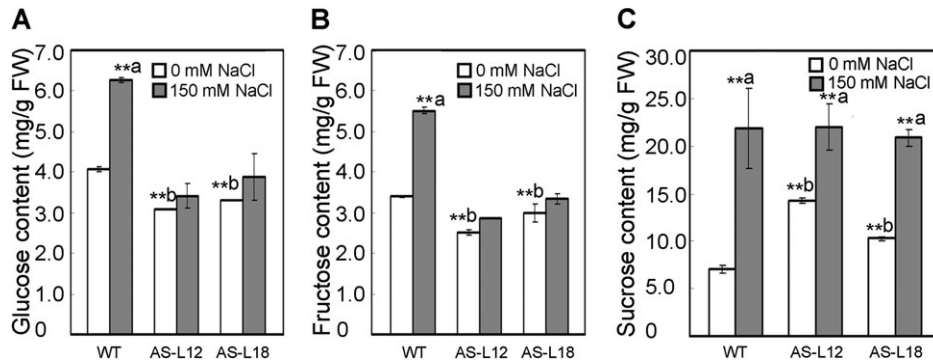 A
Glucose content (mg/g FW)
7.0
6.0
5.0
4.0
3.0
2.0
1.0
0
**a
0 mM NaCl
150 mM NaCl
**b
**b
WT AS-L12 AS-L18
B
Fructose content (mg/g FW)
7.0
6.0
5.0
4.0
3.0
2.0
1.0
0
0 mM NaCl
150 mM NaCl
**a
**b
**b
WT AS-L12 AS-L18
C
Sucrose content (mg/g FW)
30.0
25.0
20.0
15.0
10.0
5.0
0
0 mM NaCl
150 mM NaCl
**a
**a
**a
**b
**b
WT AS-L12 AS-L18